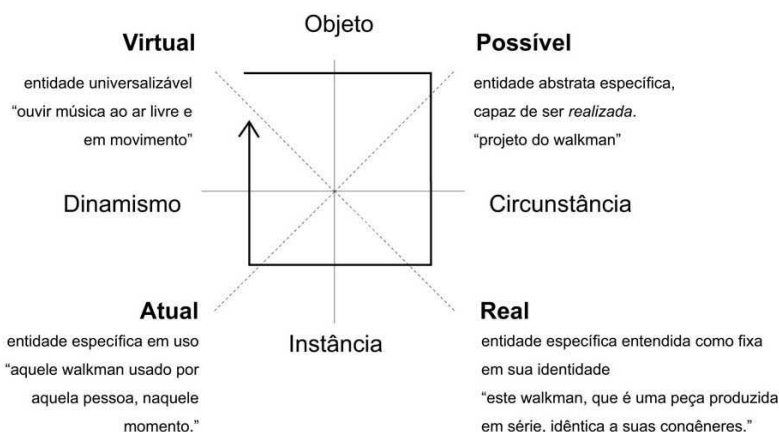 Objeto
Virtual
entidade universalizável
“ouvir música ao ar livre e
em movimento”
Possível
entidade abstrata específica,
capaz de ser realizada.
“projeto do walkman”
Dinamismo
Circunstância
Atual
entidade específica em uso
“aquele walkman usado por
aquela pessoa, naquele
momento.”
Instância
Real
entidade específica entendida como fixa
em sua identidade
“este walkman, que é uma peça produzida
em série, idêntica a suas congêneres.”